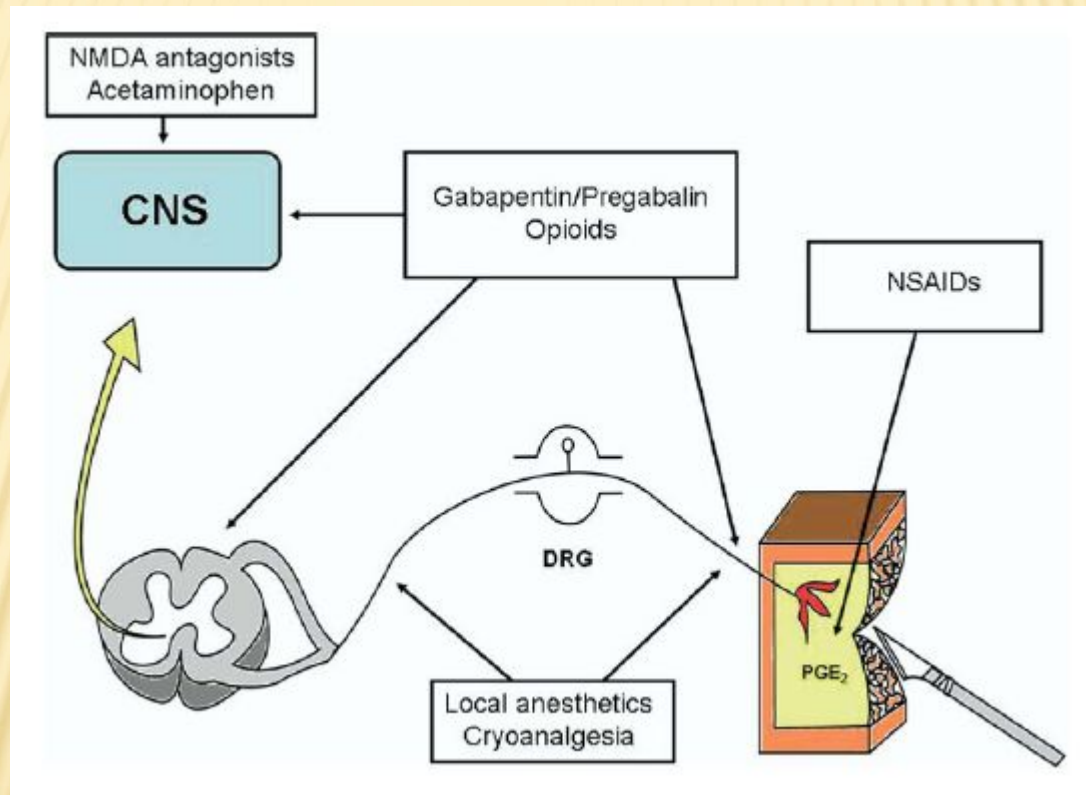 NMDA antagonists
Acetaminophen
CNS
Gabapentin/Pregabalin
Opioids
NSAIDs
DRG
PGE₂
Local anesthetics
Cryoanalgesia